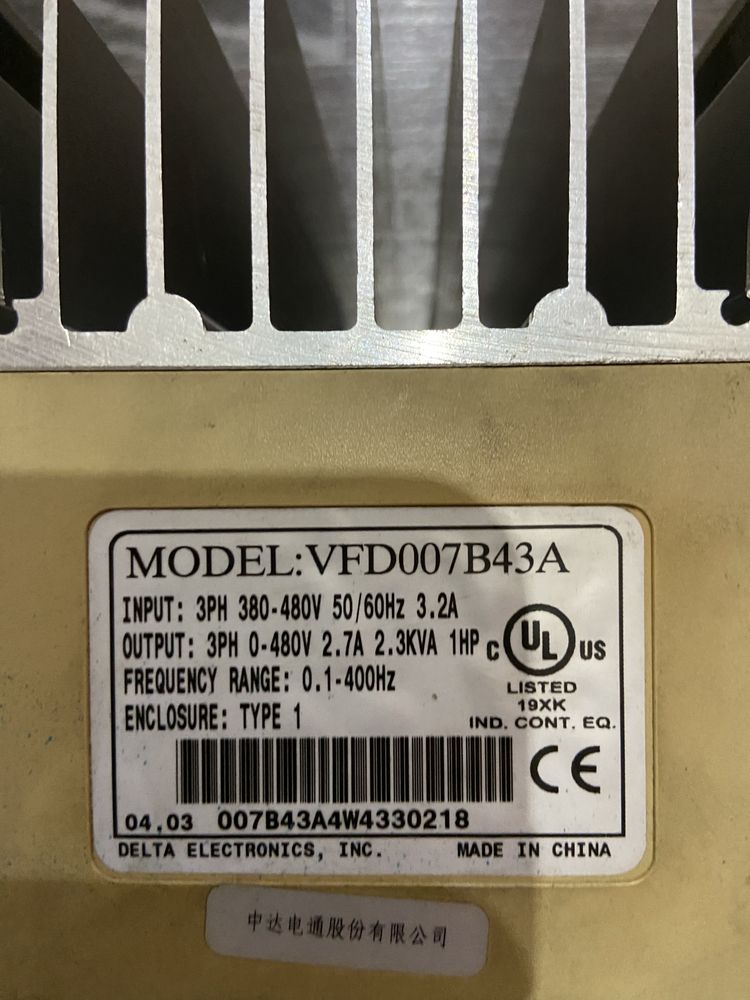 MODEL:VFD007B43A
INPUT: 3PH 380-480V 50/60Hz 3.2A
OUTPUT: 3PH 0-480V 2.7A 2.3KVA 1HP
FREQUENCY RANGE: 0.1-400Hz
ENCLOSURE: TYPE 1
C UL US
LISTED
19XK
IND. CONT. EQ.
CE
04.03 007B43A4W4330218
DELTA ELECTRONICS, INC. MADE IN CHINA
中达电通股份有限公司